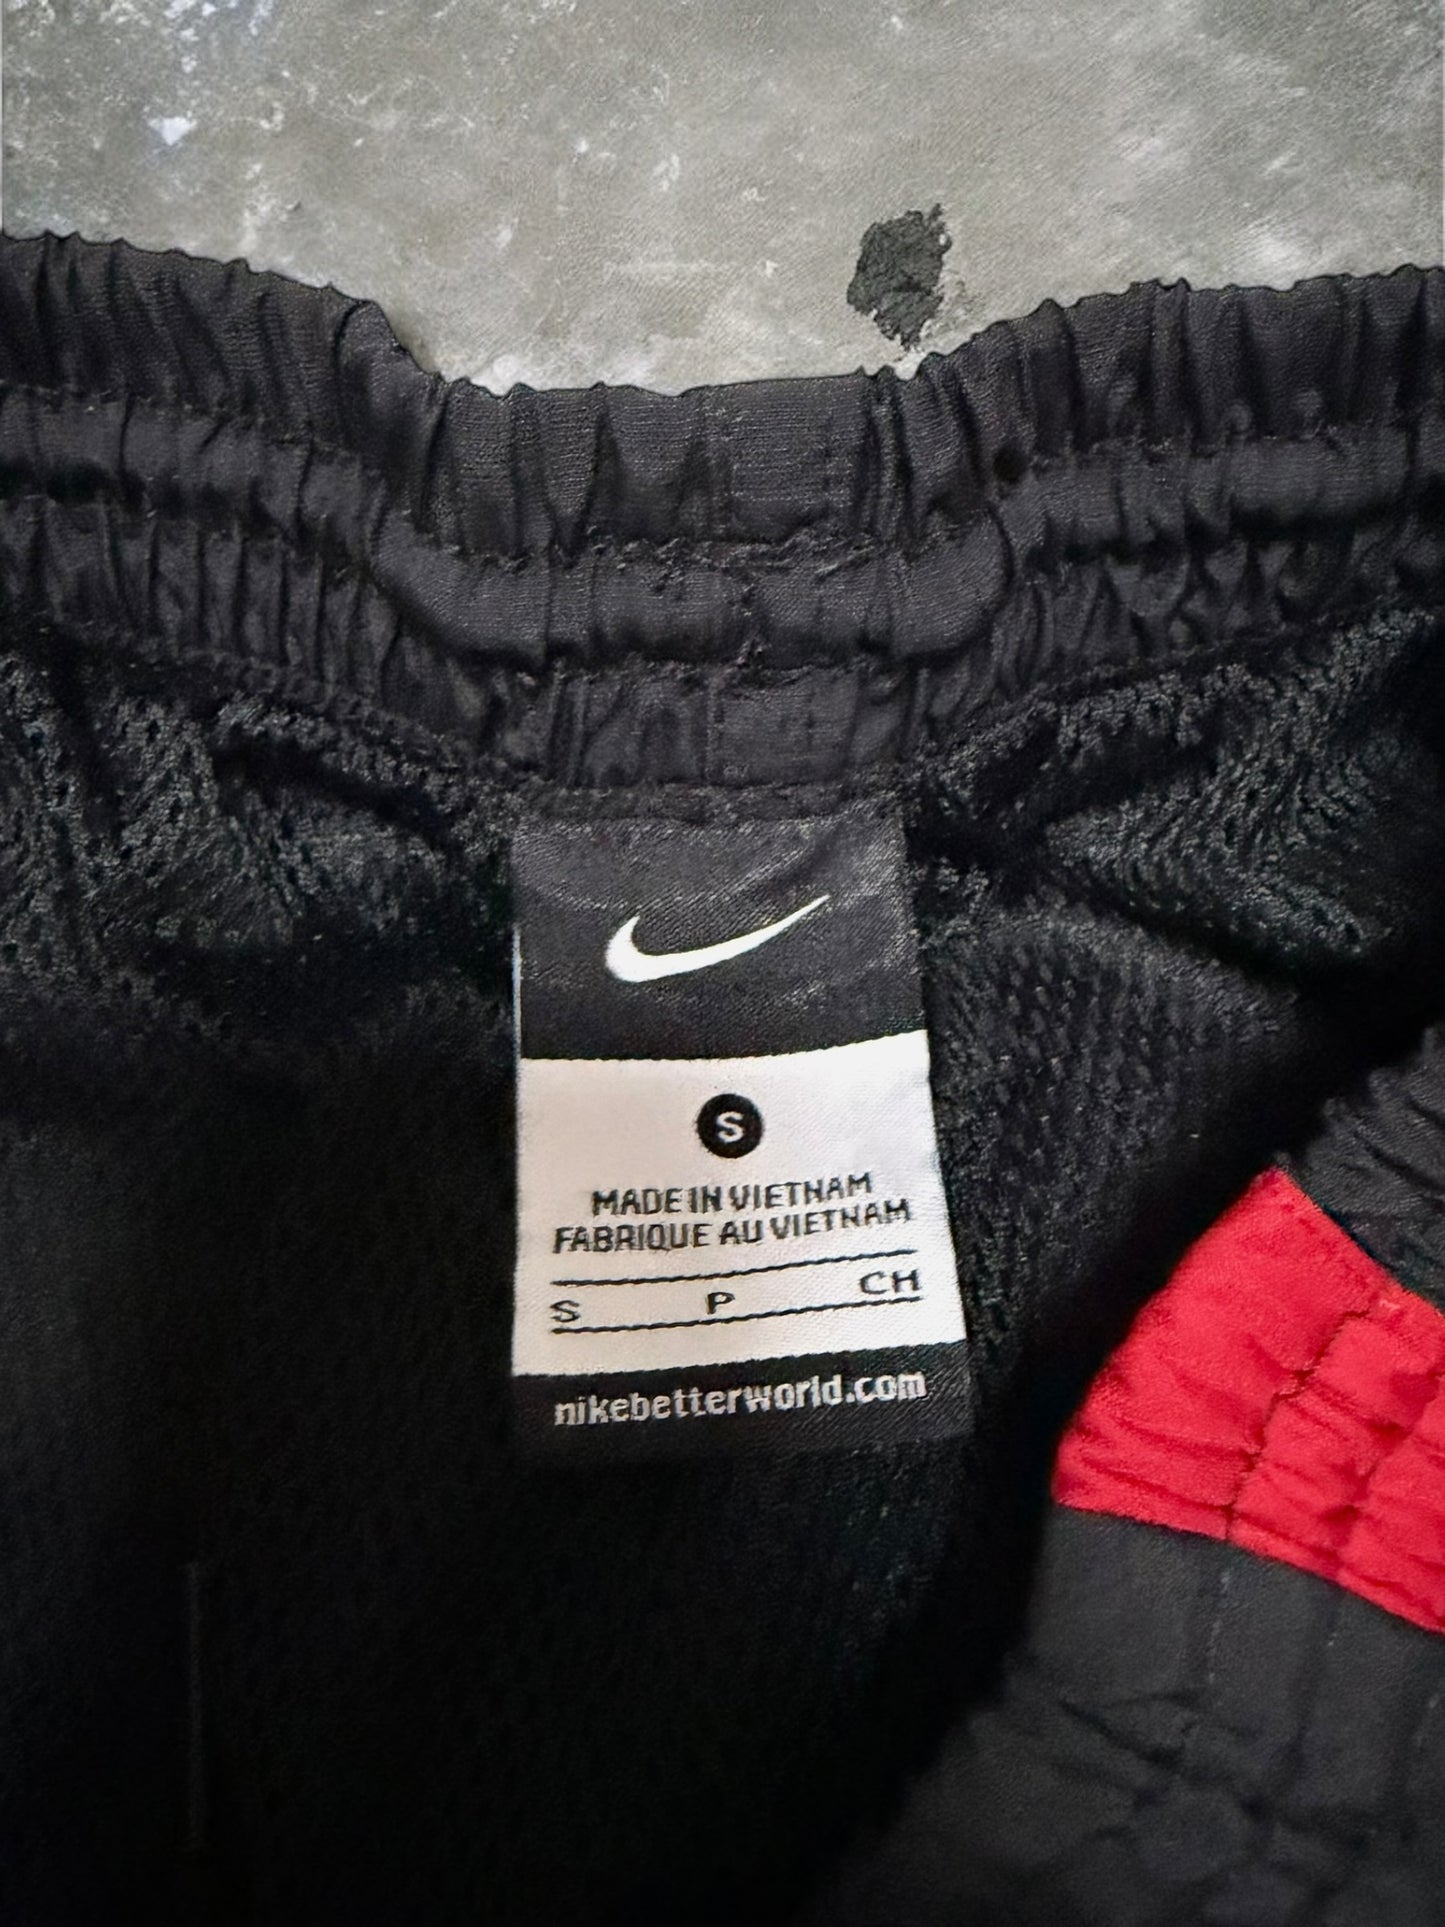 S
MADE IN VIETNAM
FABRIQUE AU VIETNAM
S P CH
nikebetterworld.com